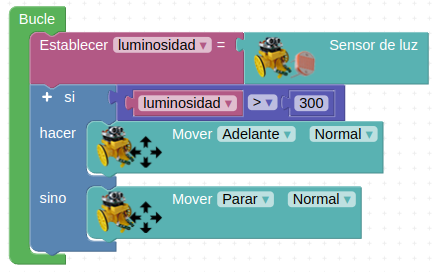 Bucle
Establecer luminosidad = Sensor de luz
+ si luminosidad > 300
hacer Mover Adelante Normal
sino Mover Parar Normal